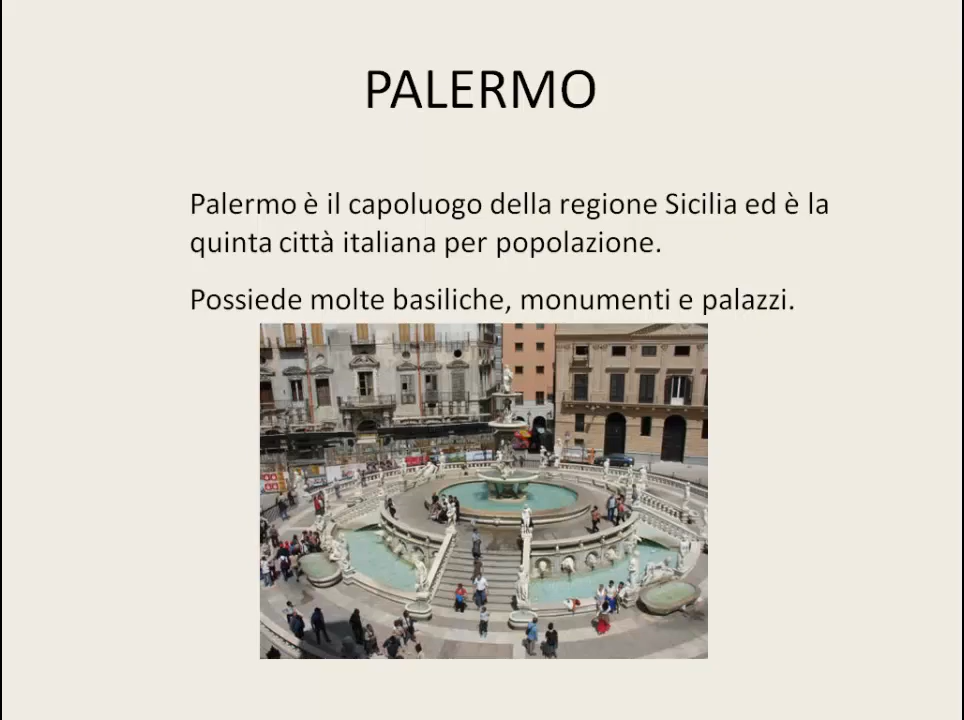 PALERMO
Palermo è il capoluogo della regione Sicilia ed è la
quinta città italiana per popolazione.
Possiede molte basiliche, monumenti e palazzi.